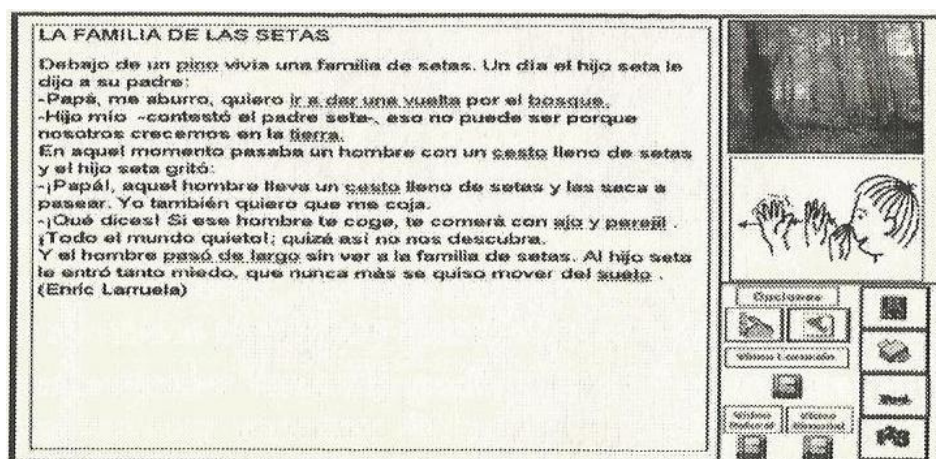 LA FAMILIA DE LAS SETAS
Debajo de un pino vivía una familia de setas. Un día el hijo seta le
dijo a su padre:
-Papá, me aburro, quiero ir a dar una vuelta por el bosque.
-Hijo mío -contestó el padre seta-, eso no puede ser porque
nosotros crecemos en la tierra.
En aquel momento pasaba un hombre con un cesto lleno de setas
y el hijo seta gritó:
-¡Papá!, aquel hombre lleva un cesto lleno de setas y las saca a
pasear. Yo también quiero que me coja.
-¡Qué dices! Si ese hombre te coge, te comerá con ajo y perejil .
¡Todo el mundo quieto!; quizá así no nos descubra.
Y el hombre pasó de largo sin ver a la familia de setas. Al hijo seta
le entró tanto miedo, que nunca más se quiso mover del suelo .
(Enric Larruela)
Opciones